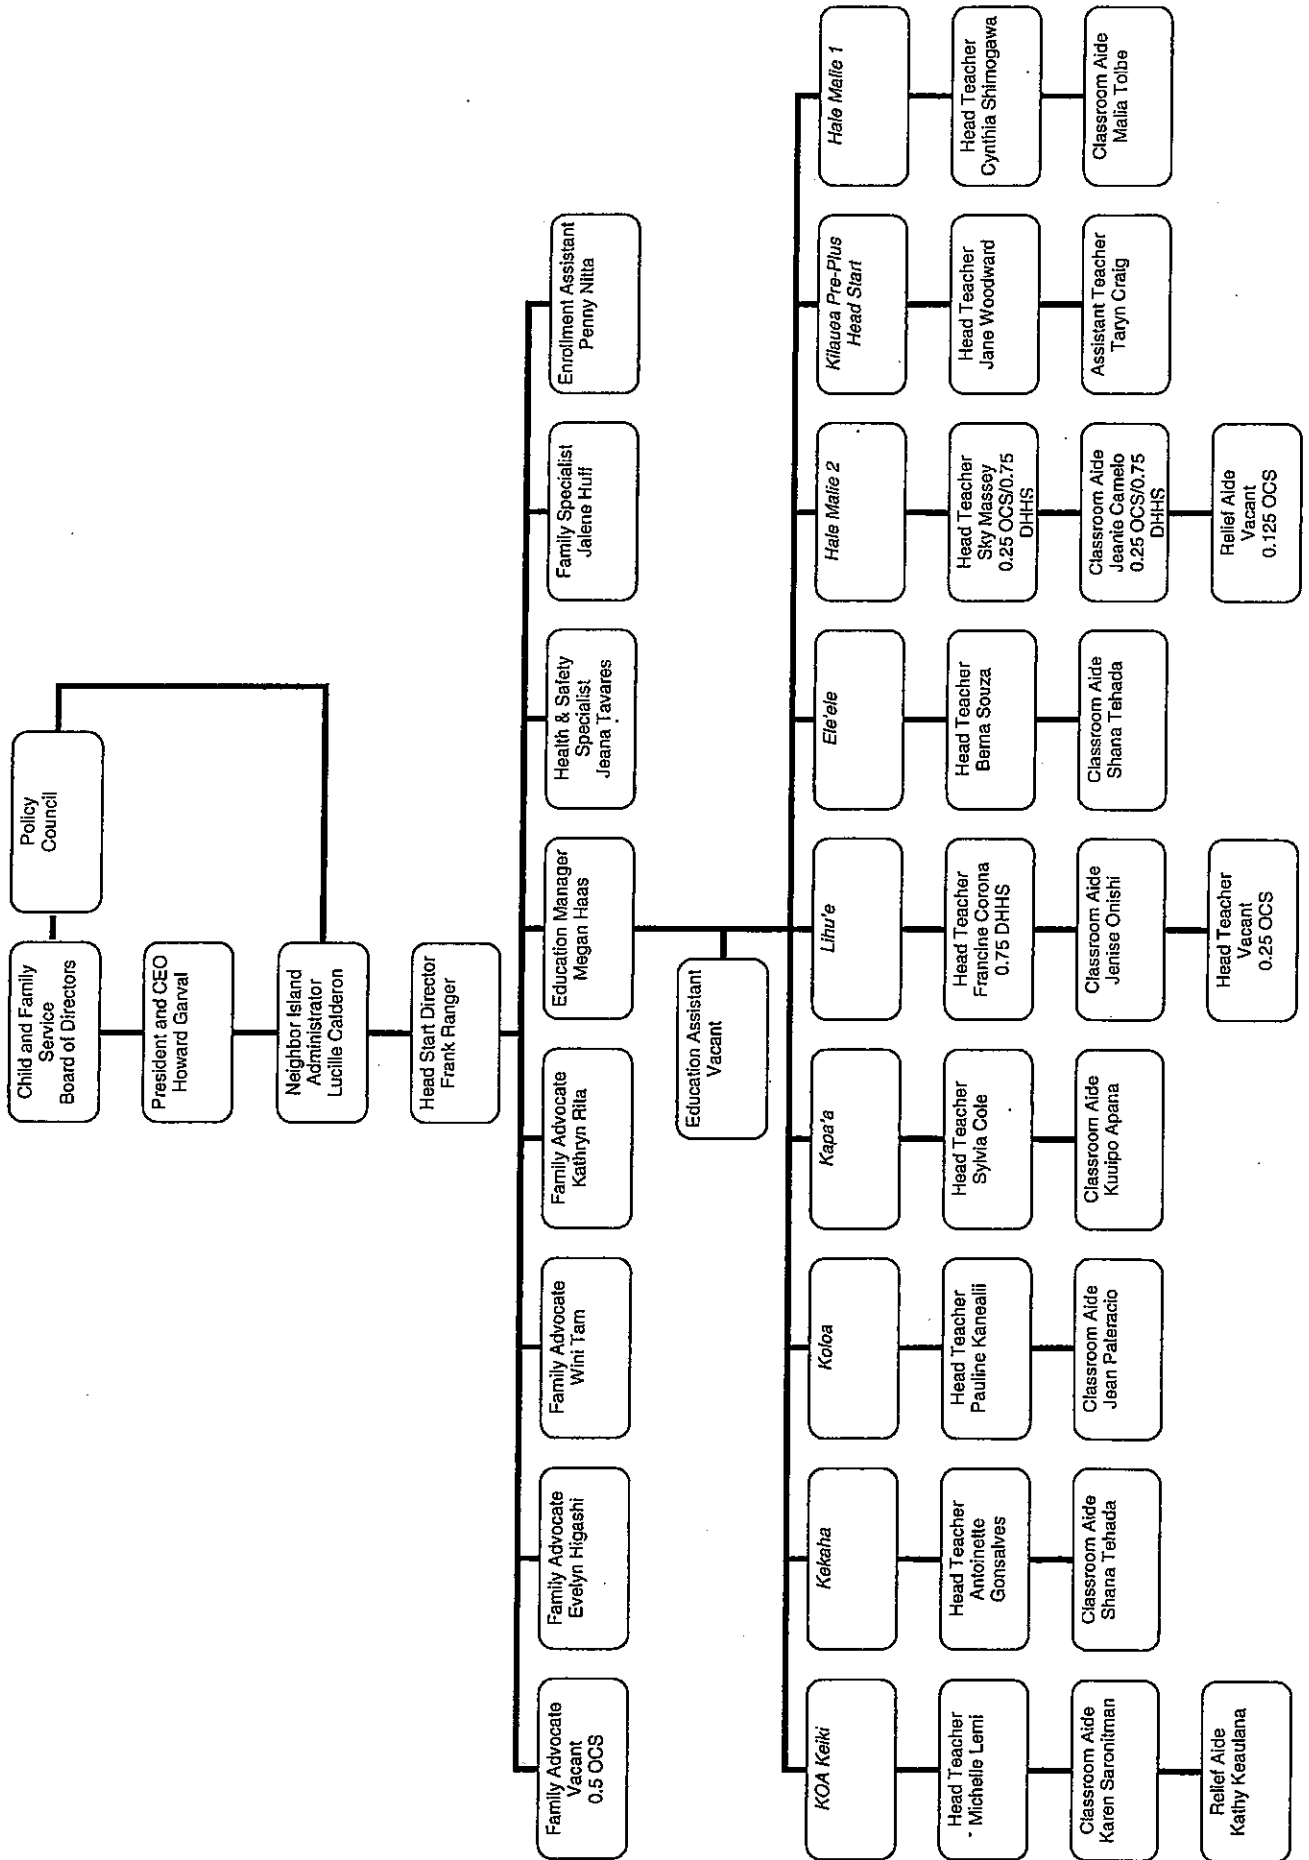 Child and Family
Service
Board of Directors
Policy
Council
President and CEO
Howard Garval
Neighbor Island
Administrator
Lucille Calderon
Head Start Director
Frank Ranger
Family Advocate
Vacant
0.5 OCS
Family Advocate
Evelyn Higashi
Family Advocate
Wini Tam
Family Advocate
Kathryn Rita
Education Manager
Megan Haas
Health & Safety
Specialist
Jeana Tavares
Family Specialist
Jalene Huff
Enrollment Assistant
Penny Nitta
Education Assistant
Vacant
KOA Keiki
Kekaha
Koloa
Kapa'a
Lihu'e
Ele'ele
Hale Malie 2
Kilauea Pre-Plus
Head Start
Hale Malie 1
Head Teacher
Michelle Lemi
Head Teacher
Antoinette
Gonsalves
Head Teacher
Pauline Kanealii
Head Teacher
Sylvia Cole
Head Teacher
Francine Corona
0.75 DHHS
Head Teacher
Berna Souza
Head Teacher
Sky Massey
0.25 OCS/0.75
DHHS
Head Teacher
Jane Woodward
Head Teacher
Cynthia Shimogawa
Classroom Aide
Karen Saronitman
Classroom Aide
Shana Tehada
Classroom Aide
Jean Pateracio
Classroom Aide
Kuuipo Apana
Classroom Aide
Jenise Onishi
Classroom Aide
Shana Tehada
Classroom Aide
Jeanie Camelo
0.25 OCS/0.75
DHHS
Assistant Teacher
Taryn Craig
Classroom Aide
Malia Tolbe
Relief Aide
Kathy Keaulana
Head Teacher
Vacant
0.25 OCS
Relief Aide
Vacant
0.125 OCS